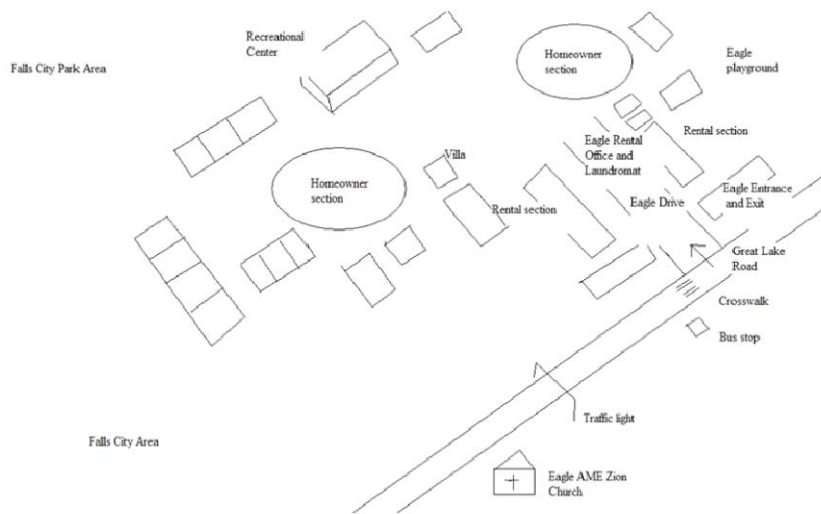 Recreational
Center
Homeowner
section
Eagle
playground
Falls City Park Area
Rental section
Eagle Rental
Office and
Laundromat
Villa
Homeowner
section
Eagle Entrance
and Exit
Rental section
Eagle Drive
Great Lake
Road
Crosswalk
Bus stop
Traffic light
Falls City Area
Eagle AME Zion
Church